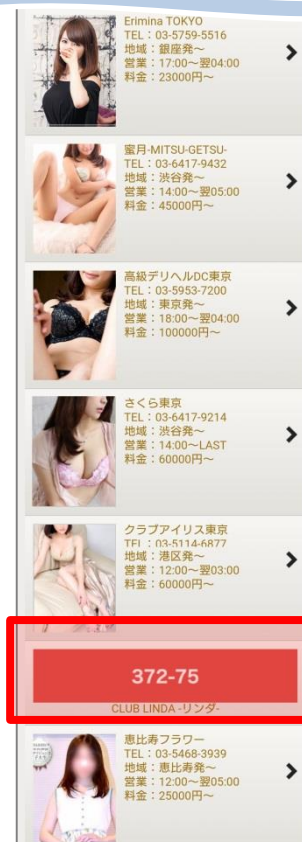 Erimina TOKYO
TEL：03-5759-5516
地域：銀座発～
営業：17:00～翌04:00
料金：23000円～
蜜月-MITSU-GETSU-
TEL：03-6417-9432
地域：渋谷発～
営業：14:00～翌05:00
料金：45000円～
高級デリヘルDC東京
TEL：03-5953-7200
地域：東京発～
営業：18:00～翌04:00
料金：100000円～
さくら東京
TEL：03-6417-9214
地域：渋谷発～
営業：14:00～LAST
料金：60000円～
クラブアイリス東京
TEL：03-5114-6877
地域：港区発～
営業：12:00～翌03:00
料金：60000円～
372-75
CLUB LINDA -リンダ-
恵比寿フラワー
TEL：03-5468-3939
地域：恵比寿発～
営業：12:00～翌05:00
料金：25000円～